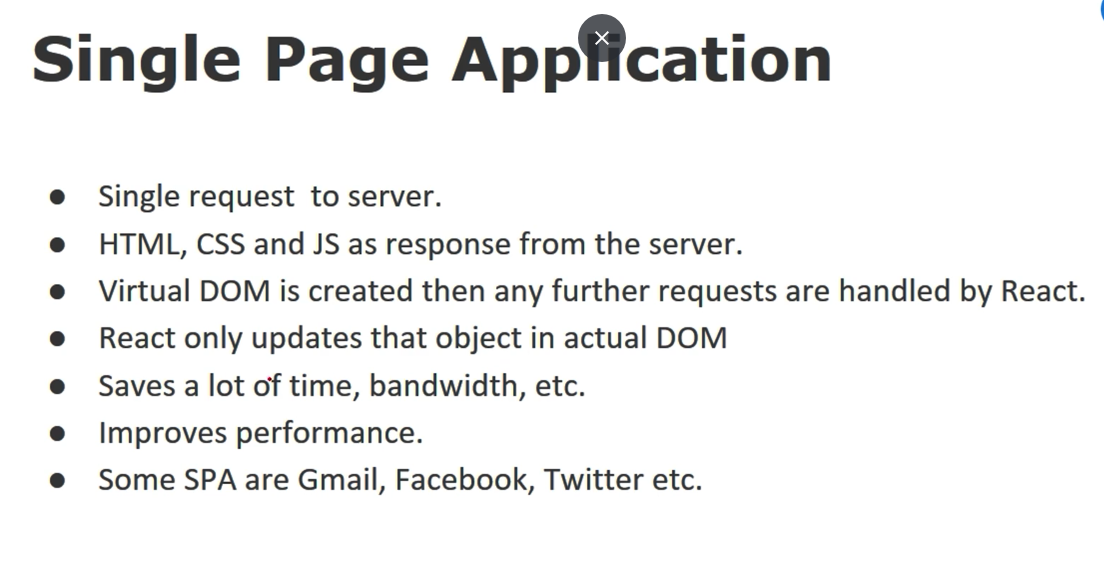 Single Page Application
● Single request  to server.
● HTML, CSS and JS as response from the server.
● Virtual DOM is created then any further requests are handled by React.
● React only updates that object in actual DOM
● Saves a lot of time, bandwidth, etc.
● Improves performance.
● Some SPA are Gmail, Facebook, Twitter etc.